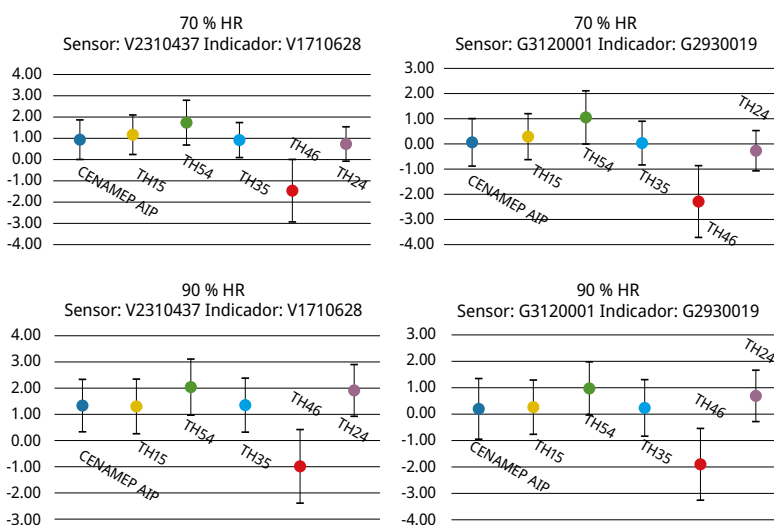 70 % HR
Sensor: V2310437 Indicador: V1710628
4.00
3.00
2.00
1.00
0.00
-1.00
-2.00
-3.00
-4.00
CENAMEP AIP
TH15
TH54
TH35
TH46
TH24
70 % HR
Sensor: G3120001 Indicador: G2930019
3.00
2.00
1.00
0.00
-1.00
-2.00
-3.00
-4.00
CENAMEP AIP
TH15
TH54
TH35
TH46
TH24
90 % HR
Sensor: V2310437 Indicador: V1710628
4.00
3.00
2.00
1.00
0.00
-1.00
-2.00
-3.00
CENAMEP AIP
TH15
TH54
TH35
TH46
TH24
90 % HR
Sensor: G3120001 Indicador: G2930019
3.00
2.00
1.00
0.00
-1.00
-2.00
-3.00
-4.00
CENAMEP AIP
TH15
TH54
TH35
TH46
TH24